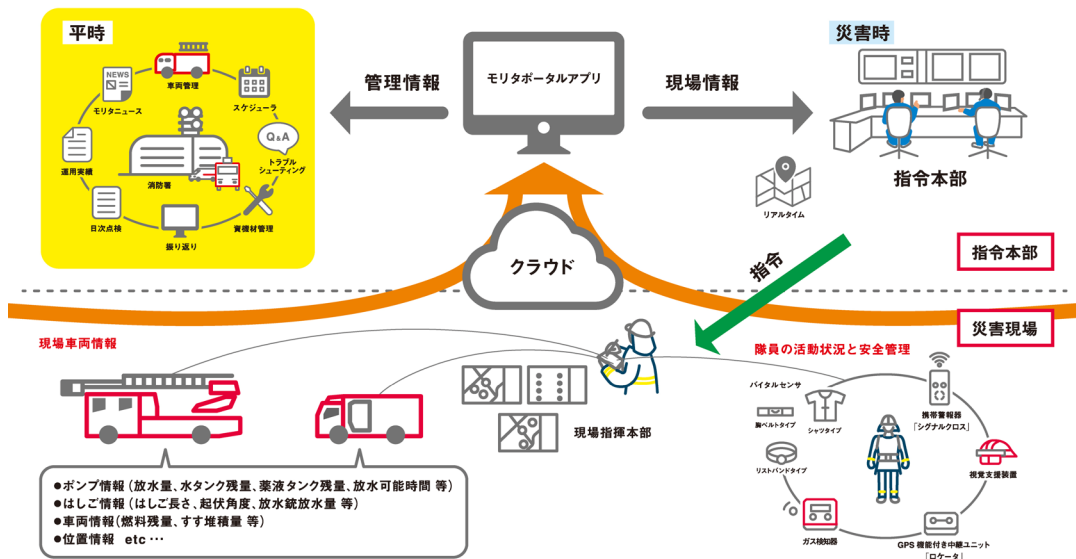 平時
NEWS
モリタニュース
車両管理
スケジューラ
Q&A
トラブル
シューティング
運用実績
消防署
日次点検
振り返り
資機材管理
管理情報
モリタポータルアプリ
現場情報
災害時
指令本部
リアルタイム
クラウド
指令
指令本部
災害現場
現場車両情報
現場指揮本部
隊員の活動状況と安全管理
バイタルセンサ
胸ベルトタイプ
シャツタイプ
リストバンドタイプ
携帯警報器
「シグナルクロス」
視覚支援装置
ガス検知器
GPS 機能付き中継ユニット
「ロケータ」
●ポンプ情報(放水量、水タンク残量、薬液タンク残量、放水可能時間 等)
●はしご情報(はしご長さ、起伏角度、放水銃放水量 等)
●車両情報(燃料残量、すす堆積量 等)
●位置情報 etc …